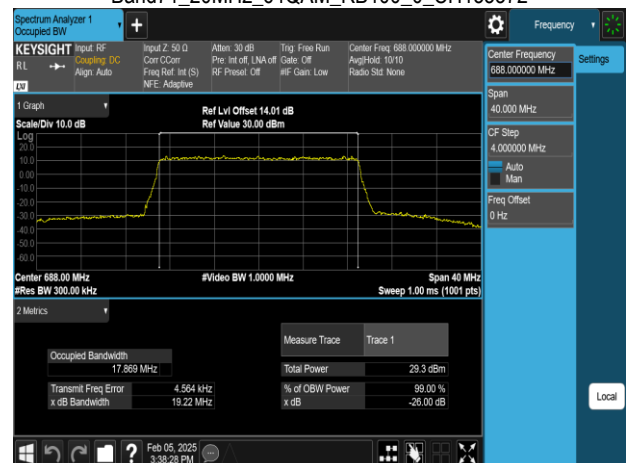 Spectrum Analyzer 1
Occupied BW
Frequency
KEYSIGHT
RL
LXI
Input: RF
Coupling: DC
Align: Auto
Input Z: 50 Ω
Corr CCorr
Freq Ref: Int (S)
NFE: Adaptive
Atten: 30 dB
Pre: Int off, LNA off
RF Presel: Off
Trig: Free Run
Gate: Off
#IF Gain: Low
Center Freq: 688.000000 MHz
Avg|Hold: 10/10
Radio Std: None
Center Frequency
688.000000 MHz
Settings
Span
40.000 MHz
CF Step
4.000000 MHz
Auto
Man
Freq Offset
0 Hz
Local
1 Graph
Scale/Div 10.0 dB
Ref Lvl Offset 14.01 dB
Ref Value 30.00 dBm
Log
20.0
10.0
0.00
-10.0
-20.0
-30.0
-40.0
-50.0
-60.0
Center 688.00 MHz
#Video BW 1.0000 MHz
Span 40 MHz
#Res BW 300.00 kHz
Sweep 1.00 ms (1001 pts)
2 Metrics
Measure Trace
Trace 1
Occupied Bandwidth
17.869 MHz
Total Power
29.3 dBm
Transmit Freq Error
4.564 kHz
% of OBW Power
99.00 %
x dB Bandwidth
19.22 MHz
x dB
-26.00 dB
Feb 05, 2025
3:38:28 PM